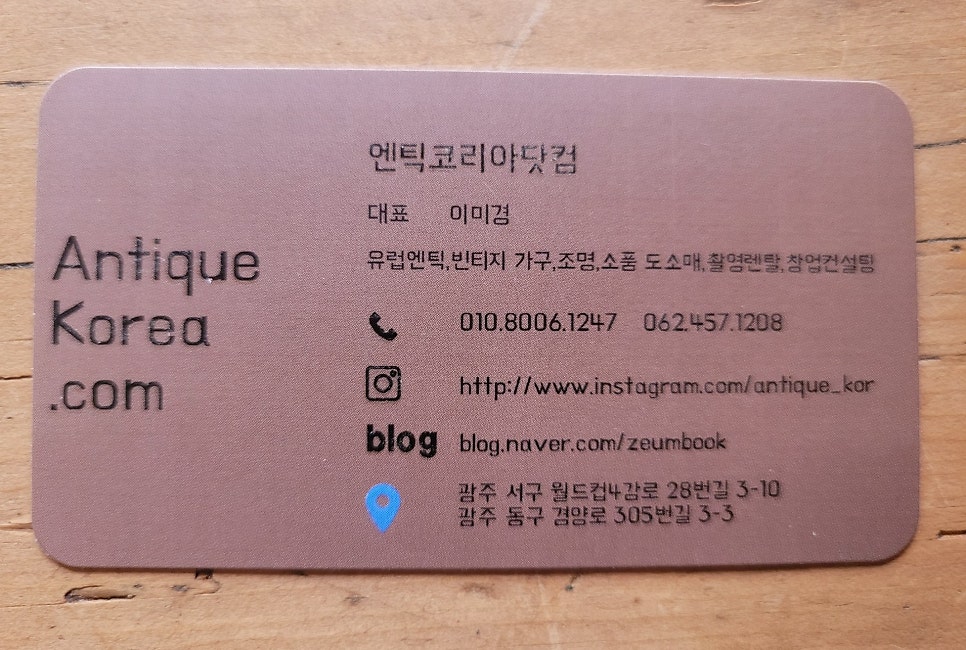 Antique
Korea
.com
엔틱코리아닷컴
대표 이미경
유럽엔틱,빈티지 가구,조명,소품 도소매,촬영렌탈,창업컨설팅
010.8006.1247 062.457.1208
http://www.instagram.com/antique_kor
blog blog.naver.com/zeumbook
광주 서구 월드컵4강로 28번길 3-10
광주 동구 경양로 305번길 3-3